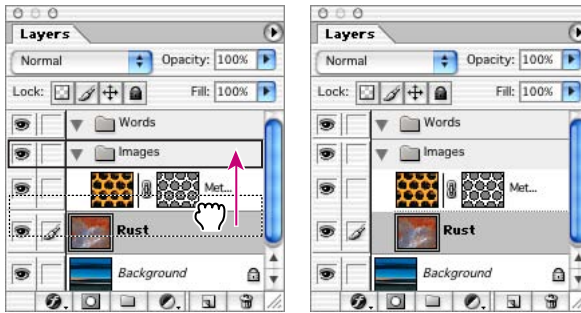 Layers
Normal Opacity: 100%
Lock: Fill: 100%
Words
Images
Met...
Rust
Background
Layers
Normal Opacity: 100%
Lock: Fill: 100%
Words
Images
Met...
Rust
Background